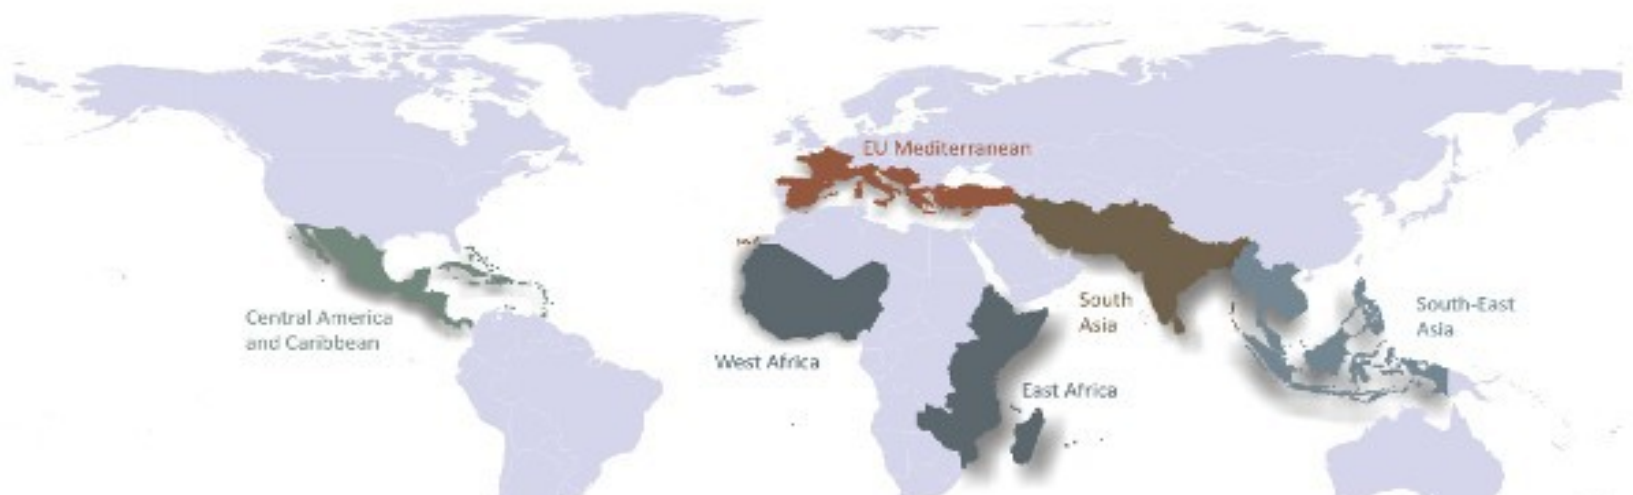 EU Mediterranean
Central America
and Caribbean
West Africa
South
Asia
East Africa
South-East
Asia